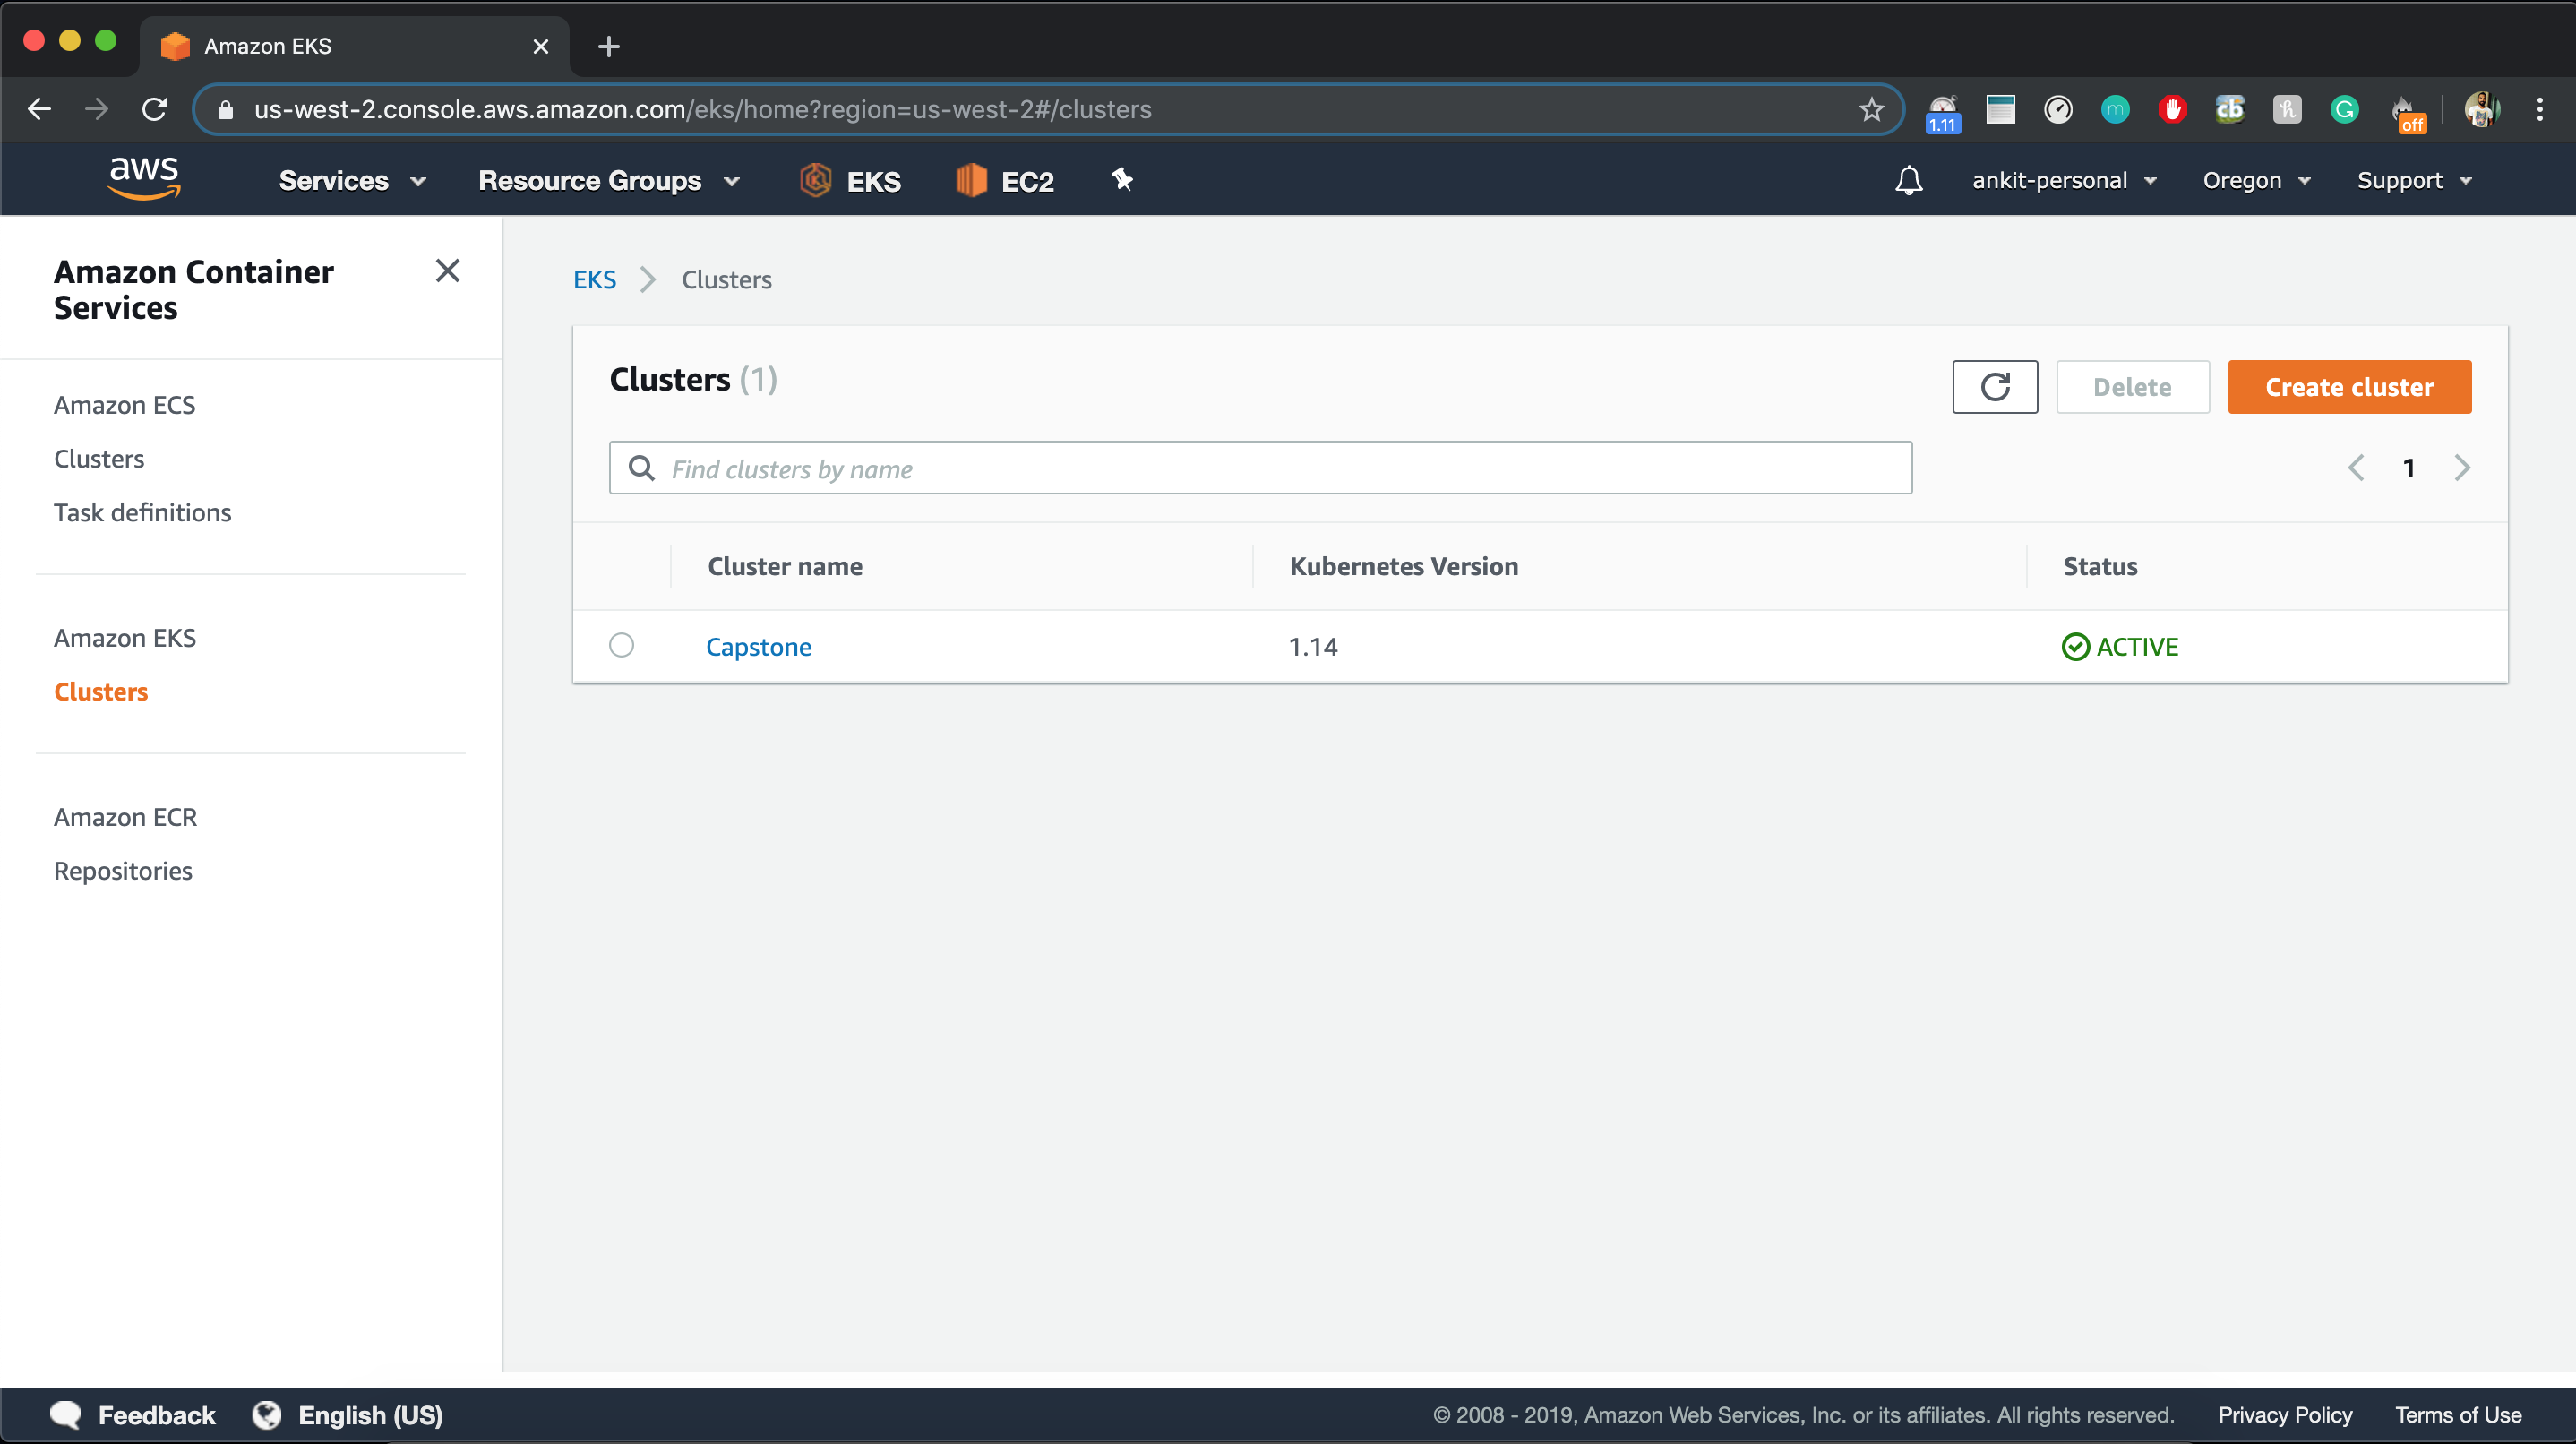 Amazon EKS
us-west-2.console.aws.amazon.com/eks/home?region=us-west-2#/clusters
1.11
m
cb
h
G
off
aws Services Resource Groups EKS EC2 ankit-personal Oregon Support
Amazon Container
Services
Amazon ECS
Clusters
Task definitions
Amazon EKS
Clusters
Amazon ECR
Repositories
EKS Clusters
Clusters (1)
Delete
Create cluster
Find clusters by name
1
Cluster name Kubernetes Version Status
Capstone 1.14 ACTIVE
Feedback English (US) © 2008 - 2019, Amazon Web Services, Inc. or its affiliates. All rights reserved. Privacy Policy Terms of Use